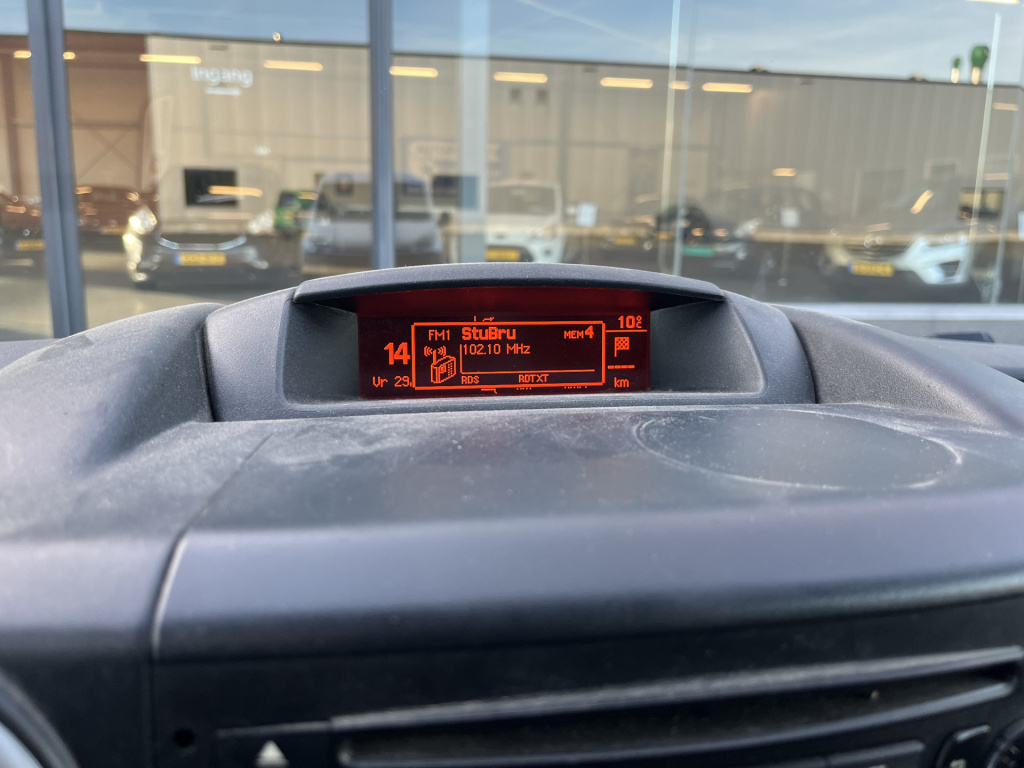 Ingang
10°C
FM1 StuBru MEM4
14
102.10 MHz
Vr 29
RDS RDTXT
km